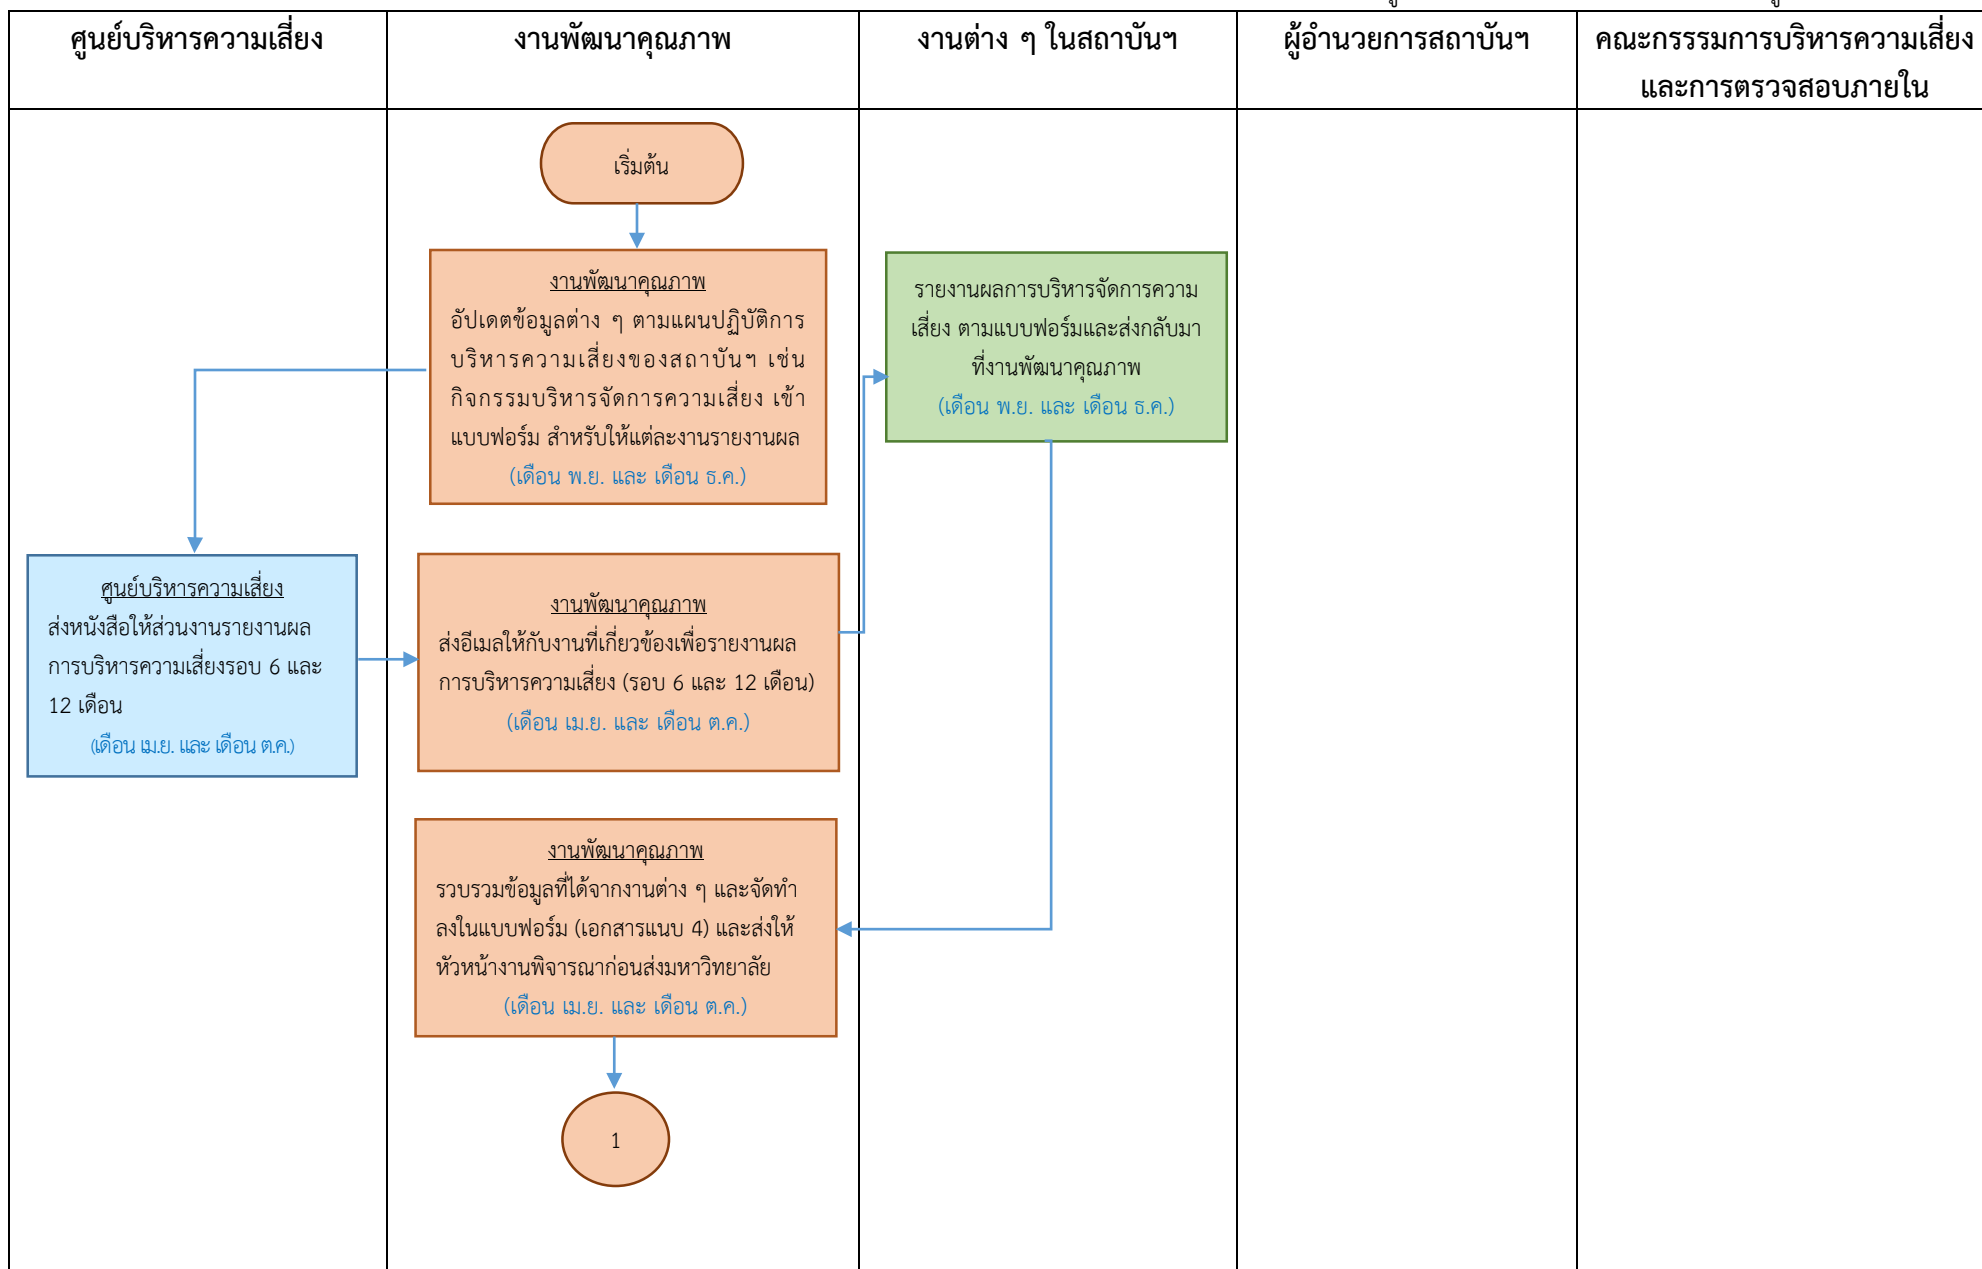 ศูนย์บริหารความเสี่ยง
งานพัฒนาคุณภาพ
งานต่าง ๆ ในสถาบันฯ
ผู้อำนวยการสถาบันฯ
คณะกรรรมการบริหารความเสี่ยง
และการตรวจสอบภายใน
เริ่มต้น
งานพัฒนาคุณภาพ
อัปเดตข้อมูลต่าง ๆ ตามแผนปฏิบัติการ
บริหารความเสี่ยงของสถาบันฯ เช่น
กิจกรรมบริหารจัดการความเสี่ยง เข้า
แบบฟอร์ม สำหรับให้แต่ละงานรายงานผล
(เดือน พ.ย. และ เดือน ธ.ค.)
รายงานผลการบริหารจัดการความ
เสี่ยง ตามแบบฟอร์มและส่งกลับมา
ที่งานพัฒนาคุณภาพ
(เดือน พ.ย. และ เดือน ธ.ค.)
ศูนย์บริหารความเสี่ยง
ส่งหนังสือให้ส่วนงานรายงานผล
การบริหารความเสี่ยงรอบ 6 และ
12 เดือน
(เดือน เม.ย. และ เดือน ต.ค.)
งานพัฒนาคุณภาพ
ส่งอีเมลให้กับงานที่เกี่ยวข้องเพื่อรายงานผล
การบริหารความเสี่ยง (รอบ 6 และ 12 เดือน)
(เดือน เม.ย. และ เดือน ต.ค.)
งานพัฒนาคุณภาพ
รวบรวมข้อมูลที่ได้จากงานต่าง ๆ และจัดทำ
ลงในแบบฟอร์ม (เอกสารแนบ 4) และส่งให้
หัวหน้างานพิจารณาก่อนส่งมหาวิทยาลัย
(เดือน เม.ย. และ เดือน ต.ค.)
1